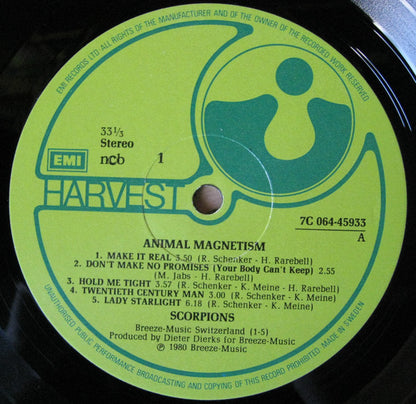 ALL RIGHTS OF THE MANUFACTURER AND OF THE OWNER OF THE RECORDED WORK RESERVED.
EMI RECORDS LTD.
33⅓
Stereo
ncb 1
EMI
HARVEST
7C 064-45933
A
ANIMAL MAGNETISM
1. MAKE IT REAL 3.50 (R. Schenker - H. Rarebell)
2. DON'T MAKE NO PROMISES (Your Body Can't Keep) 2.55
(M. Jabs - H. Rarebell)
3. HOLD ME TIGHT 3.57 (R. Schenker - K. Meine - H. Rarebell)
4. TWENTIETH CENTURY MAN 3.00 (R. Schenker - K. Meine)
5. LADY STARLIGHT 6.18 (R. Schenker - K. Meine)
SCORPIONS
Breeze-Music Switzerland (1-5)
Produced by Dieter Dierks for Breeze-Music
℗ 1980 Breeze-Music
UNAUTHORISED PUBLIC PERFORMANCE BROADCASTING AND COPYING OF THIS RECORD PROHIBITED. MADE IN SWEDEN